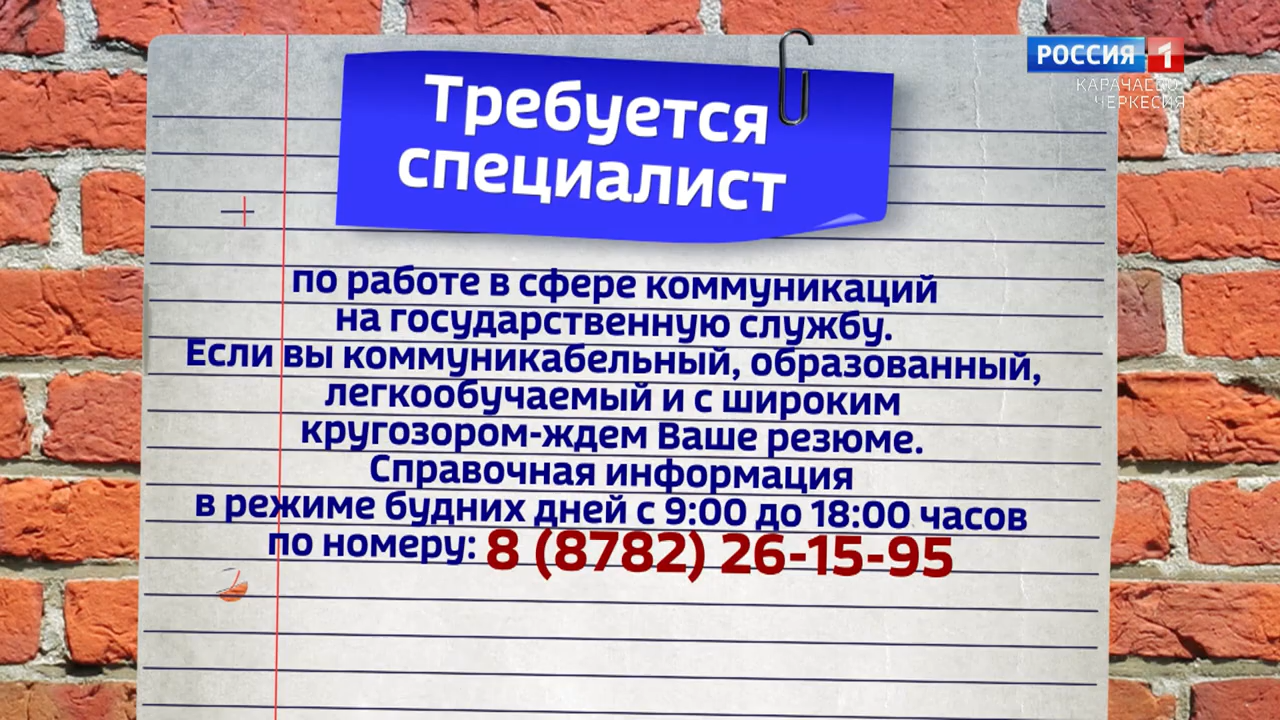 РОССИЯ 1
КАРАЧАЕВО-
ЧЕРКЕСИЯ
Требуется
специалист
по работе в сфере коммуникаций
на государственную службу.
Если вы коммуникабельный, образованный,
легкообучаемый и с широким
кругозором-ждем Ваше резюме.
Справочная информация
в режиме будних дней с 9:00 до 18:00 часов
по номеру: 8 (8782) 26-15-95